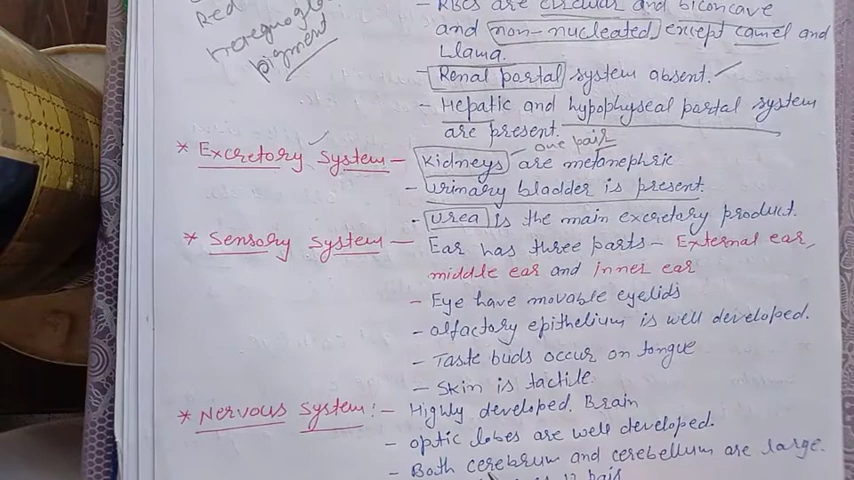 Red
pigment
- RBCs are circular and biconcave
and non-nucleated except camel and
Llama.
- Renal portal system absent.
- Hepatic and hypophyseal portal system
are present.
one pair
* Excretory system - Kidneys are metanephric
- Urinary bladder is present.
- Urea is the main excretory product.
* Sensory system - Ear has three parts - External ear,
middle ear and inner ear
- Eye have movable eyelids
- olfactory epithelium is well developed.
- Taste buds occur on tongue
- Skin is tactile.
* Nervous system :- Highly developed. Brain
- optic lobes are well developed.
- Both cerebrum and cerebellum are large.
12 pair